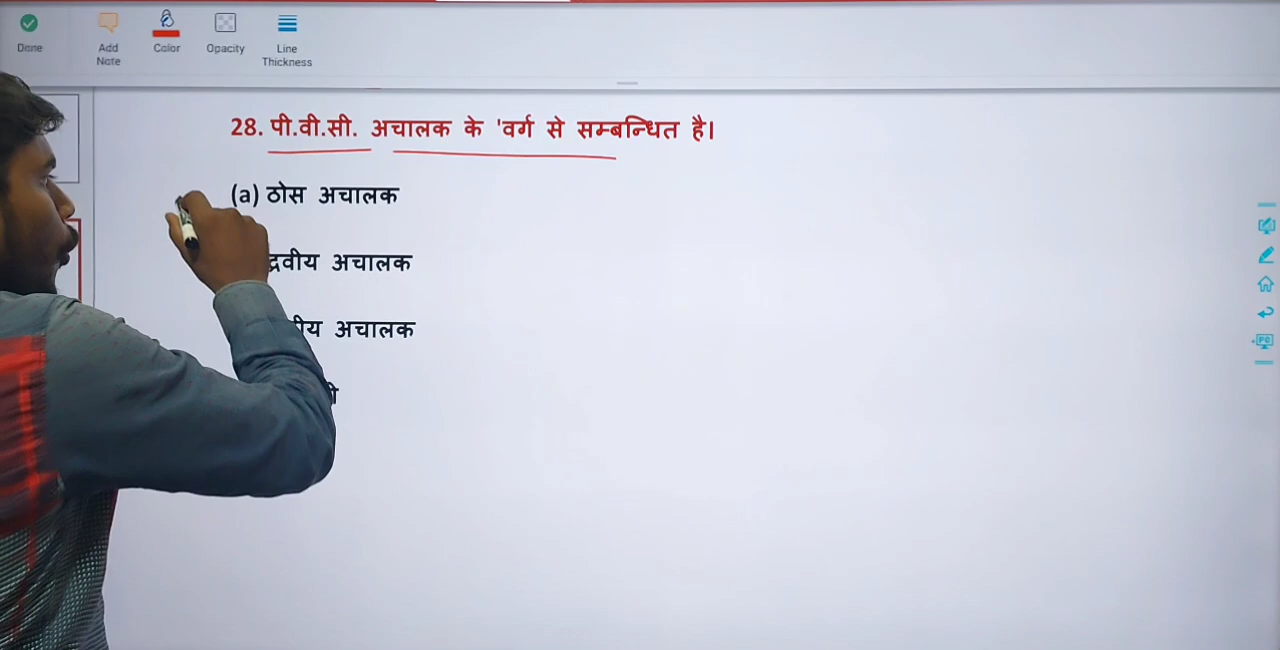 Done
Add Note
Color
Opacity
Line Thickness
28. पी.वी.सी. अचालक के 'वर्ग से सम्बन्धित है।
(a) ठोस अचालक
द्रवीय अचालक
अचालक
PC